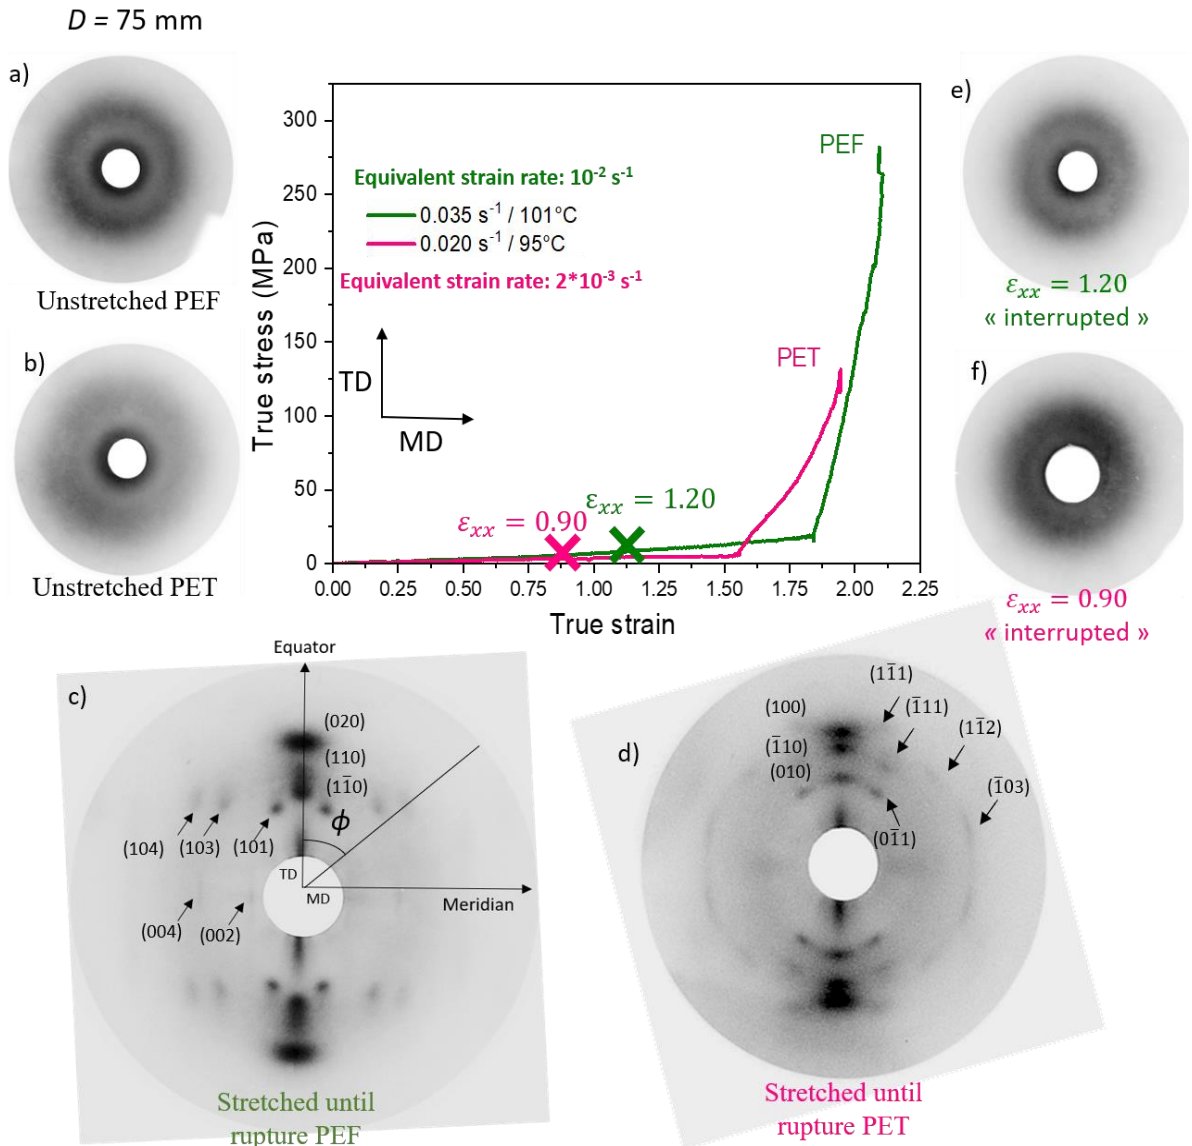 D = 75 mm
a)
Unstretched PEF
b)
Unstretched PET
True stress (MPa)
300
250
200
150
100
50
0
0.00
0.25
0.50
0.75
1.00
1.25
1.50
1.75
2.00
2.25
True strain
Equivalent strain rate: 10⁻² s⁻¹
0.035 s⁻¹ / 101°C
0.020 s⁻¹ / 95°C
Equivalent strain rate: 2*10⁻³ s⁻¹
TD
MD
PEF
PET
εxx = 1.20
εxx = 0.90
e)
εxx = 1.20
« interrupted »
f)
εxx = 0.90
« interrupted »
c)
Equator
(020)
(110)
(11̅0)
ϕ
(104)
(103)
(101)
TD
MD
Meridian
(004)
(002)
Stretched until
rupture PEF
d)
(11̅1)
(100)
(1̅11)
(1̅10)
(11̅2)
(010)
(1̅03)
(01̅1)
Stretched until
rupture PET